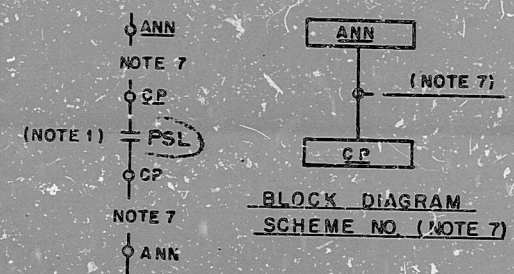 ANN
NOTE 7
CP
(NOTE 1) PSL
CP
NOTE 7
ANN
ANN
(NOTE 7)
CP
BLOCK DIAGRAM
SCHEME NO. (NOTE 7)